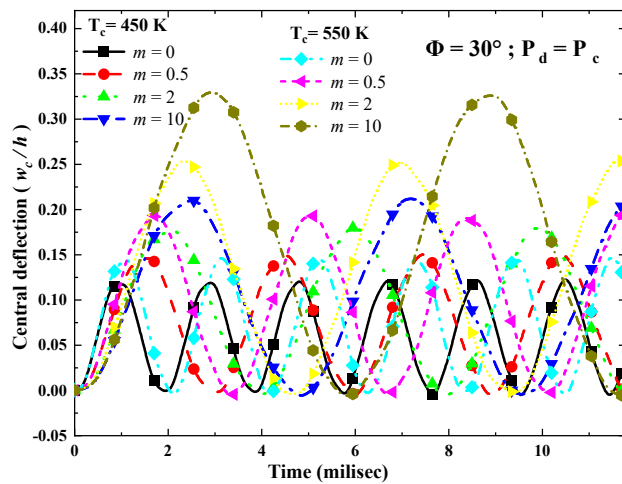 T_c= 450 K
m = 0
m = 0.5
m = 2
m = 10
T_c= 550 K
m = 0
m = 0.5
m = 2
m = 10
Φ = 30° ; P_d = P_c
Central deflection ( w_c / h )
0.40
0.35
0.30
0.25
0.20
0.15
0.10
0.05
0.00
-0.05
0 2 4 6 8 10
Time (milisec)